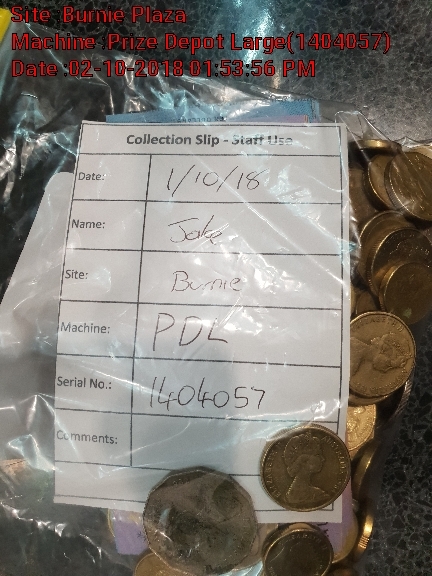 Site :Burnie Plaza
Machine :Prize Depot Large(1404057)
Date :02-10-2018 01:53:56 PM
Collection Slip - Staff Use
Date: 1/10/18
Name: Jake
Site: Burnie
Machine: PDL
Serial No.: 1404057
Comments: